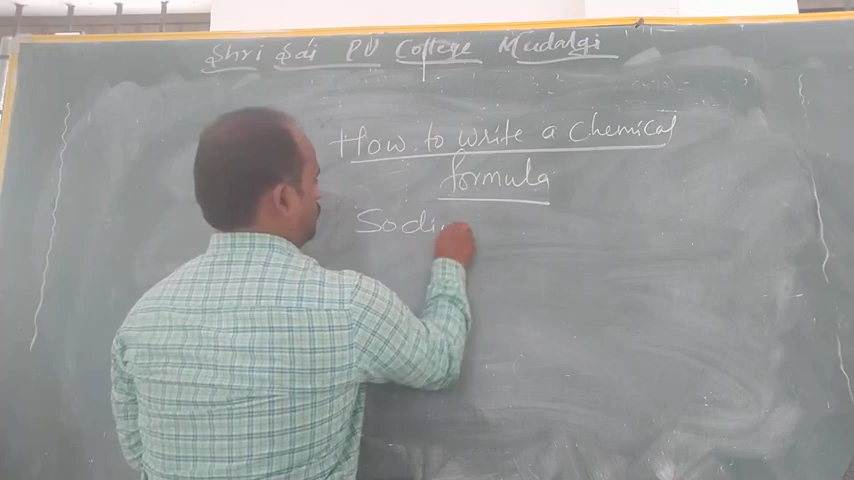 Shri Sai PU College Mudalgi
How to write a Chemical
formula
Sodi